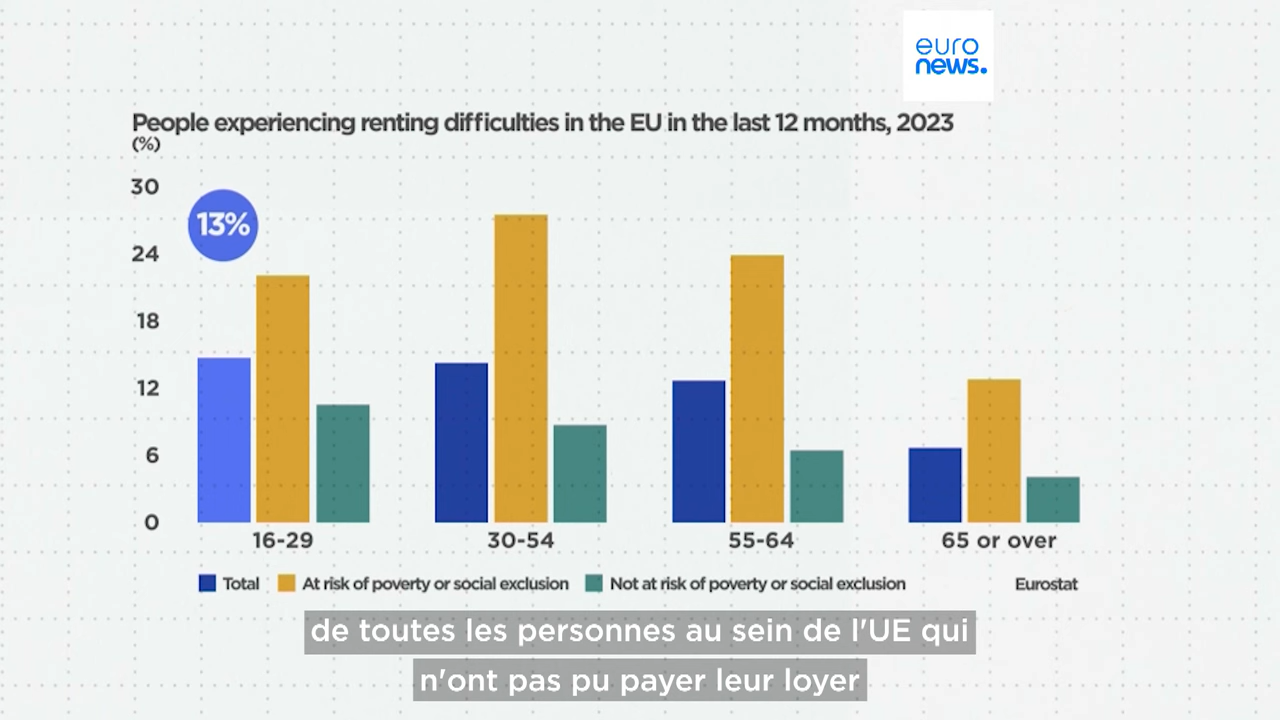 euro
news.
People experiencing renting difficulties in the EU in the last 12 months, 2023
(%)
30
13%
24
18
12
6
0
16-29 30-54 55-64 65 or over
Total At risk of poverty or social exclusion Not at risk of poverty or social exclusion Eurostat
de toutes les personnes au sein de l'UE qui
n'ont pas pu payer leur loyer